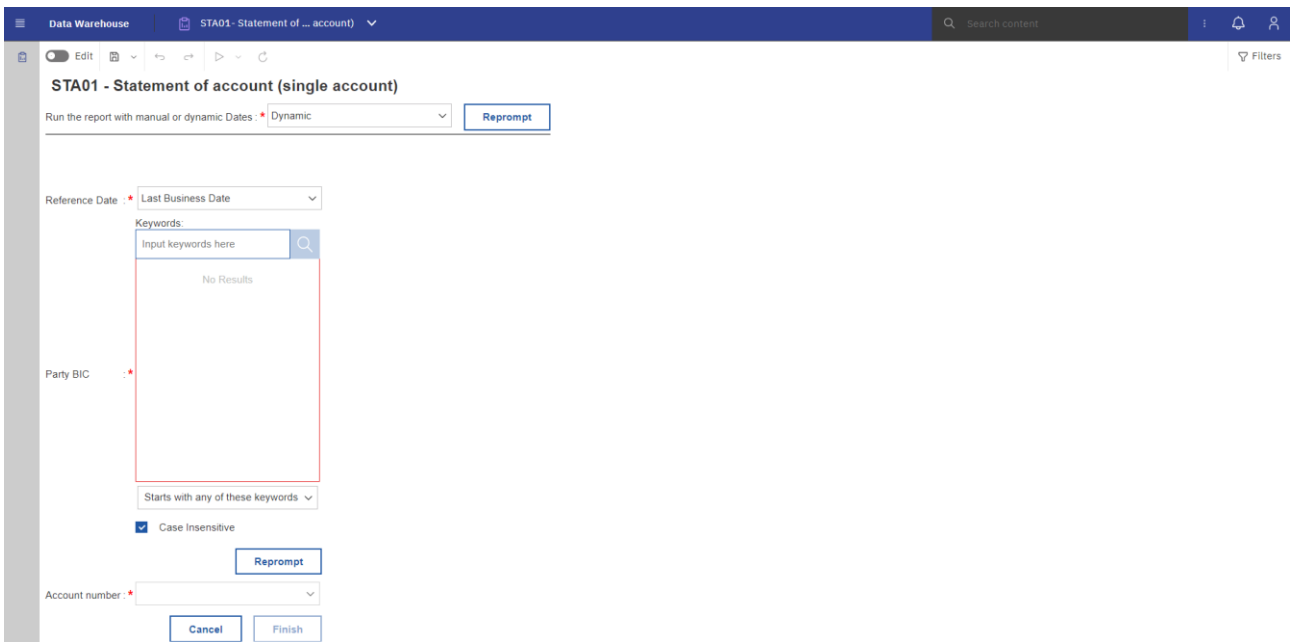 Data Warehouse
STA01- Statement of ... account)
Search content
Edit
Filters
STA01 - Statement of account (single account)
Run the report with manual or dynamic Dates : * Dynamic
Reprompt
Reference Date : * Last Business Date
Keywords:
Input keywords here
No Results
Party BIC : *
Starts with any of these keywords
Case Insensitive
Reprompt
Account number : *
Cancel
Finish